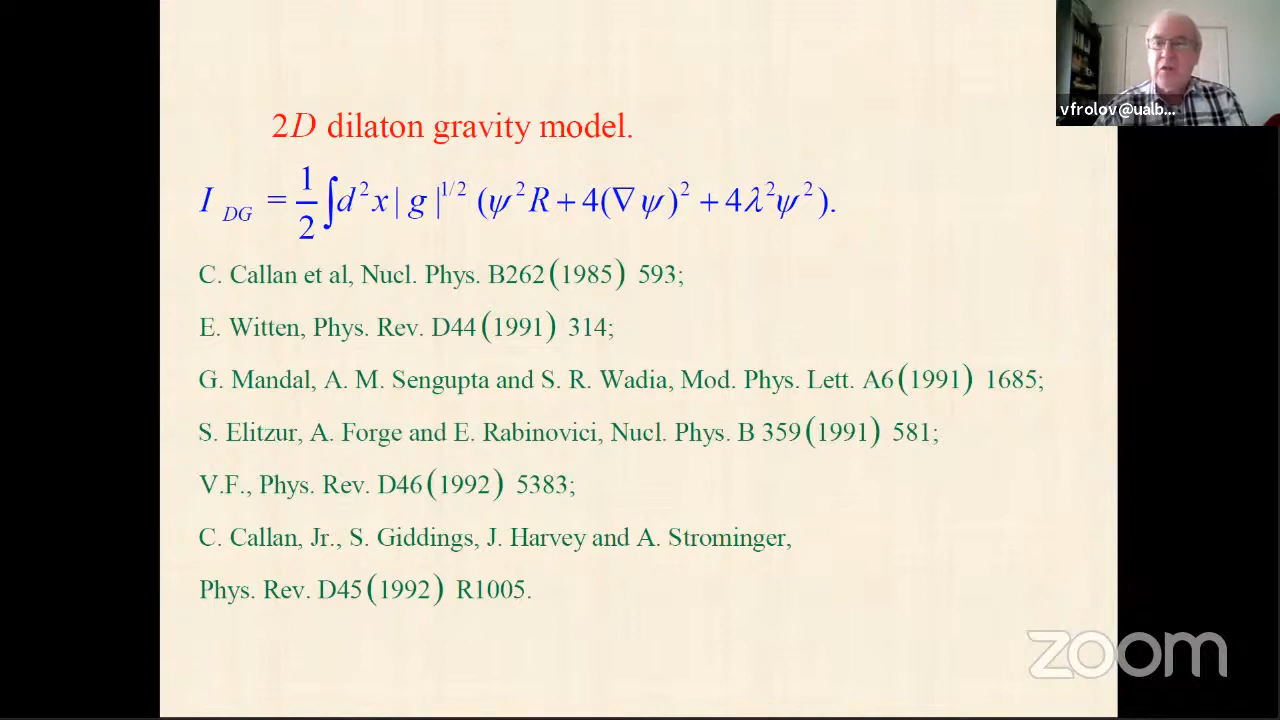 vfrolov@ualb...
2D dilaton gravity model.
I_DG = 1/2 ∫d²x|g|^1/2 (ψ²R + 4(∇ψ)² + 4λ²ψ²).
C. Callan et al, Nucl. Phys. B262(1985) 593;
E. Witten, Phys. Rev. D44(1991) 314;
G. Mandal, A. M. Sengupta and S. R. Wadia, Mod. Phys. Lett. A6(1991) 1685;
S. Elitzur, A. Forge and E. Rabinovici, Nucl. Phys. B 359(1991) 581;
V.F., Phys. Rev. D46(1992) 5383;
C. Callan, Jr., S. Giddings, J. Harvey and A. Strominger,
Phys. Rev. D45(1992) R1005.
zoom